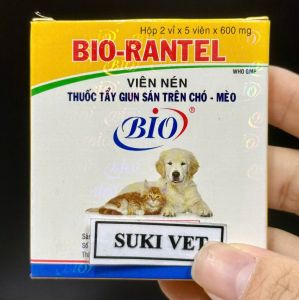 Hộp 2 vỉ x 5 viên x 600 mg
BIO-RANTEL
WHO GMP
VIÊN NÉN
THUỐC TẨY GIUN SÁN TRÊN CHÓ - MÈO
BIO
SUKI VET